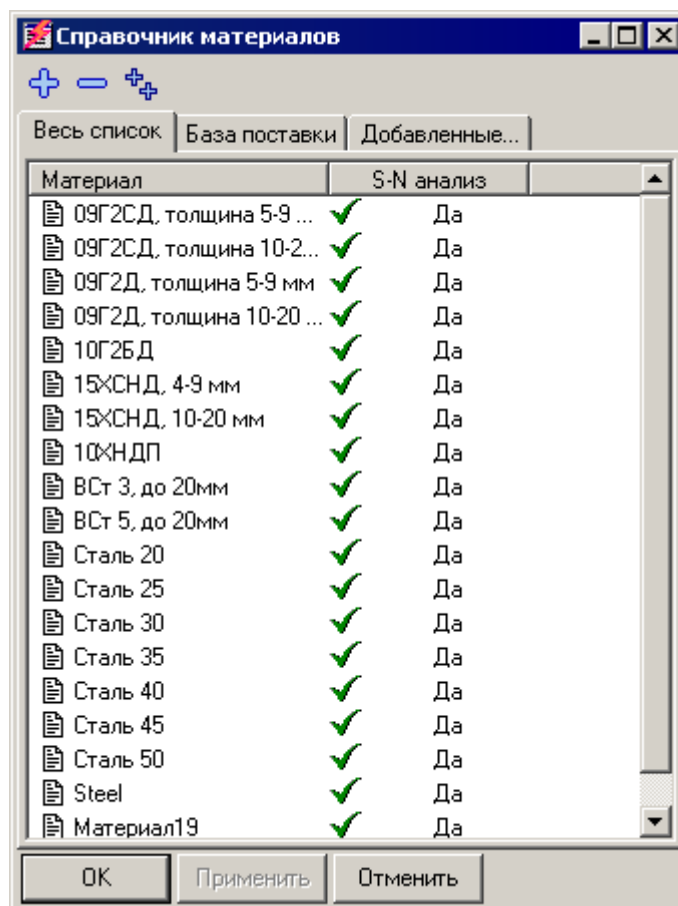 Справочник материалов
Весь список База поставки Добавленные...
Материал S-N анализ
09Г2СД, толщина 5-9 ... Да
09Г2СД, толщина 10-2... Да
09Г2Д, толщина 5-9 мм Да
09Г2Д, толщина 10-20 ... Да
10Г2БД Да
15ХСНД, 4-9 мм Да
15ХСНД, 10-20 мм Да
10ХНДП Да
ВСт 3, до 20мм Да
ВСт 5, до 20мм Да
Сталь 20 Да
Сталь 25 Да
Сталь 30 Да
Сталь 35 Да
Сталь 40 Да
Сталь 45 Да
Сталь 50 Да
Steel Да
Материал19 Да
OK Применить Отменить